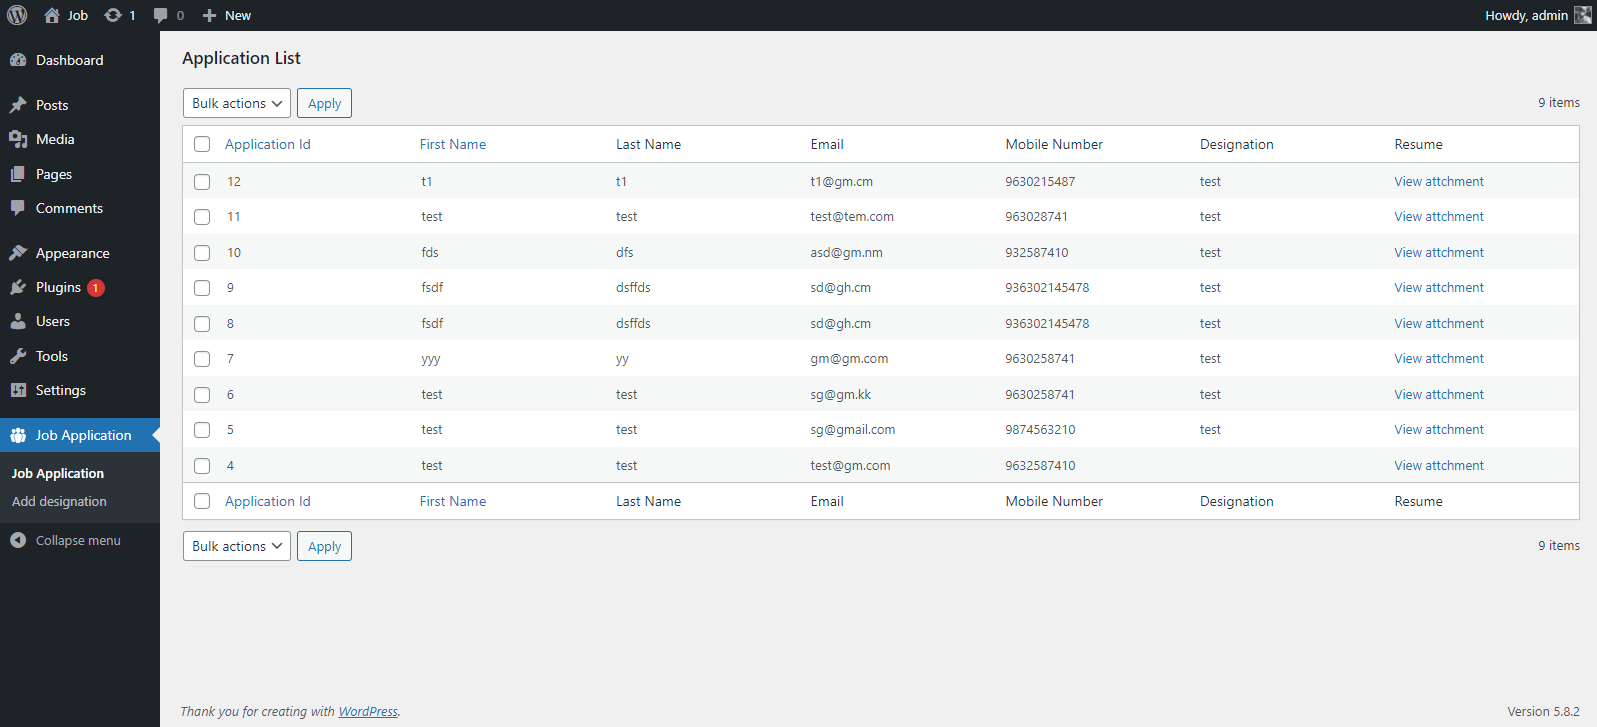 Job 1 0 New Howdy, admin
Dashboard
Posts
Media
Pages
Comments
Appearance
Plugins 1
Users
Tools
Settings
Job Application
Job Application
Add designation
Collapse menu
Application List
Bulk actions Apply 9 items
Application Id First Name Last Name Email Mobile Number Designation Resume
12 t1 t1 t1@gm.cm 9630215487 test View attchment
11 test test test@tem.com 963028741 test View attchment
10 fds dfs asd@gm.nm 932587410 test View attchment
9 fsdf dsffds sd@gh.cm 936302145478 test View attchment
8 fsdf dsffds sd@gh.cm 936302145478 test View attchment
7 yyy yy gm@gm.com 9630258741 test View attchment
6 test test sg@gm.kk 9630258741 test View attchment
5 test test sg@gmail.com 9874563210 test View attchment
4 test test test@gm.com 9632587410 View attchment
Application Id First Name Last Name Email Mobile Number Designation Resume
Bulk actions Apply 9 items
Thank you for creating with WordPress. Version 5.8.2